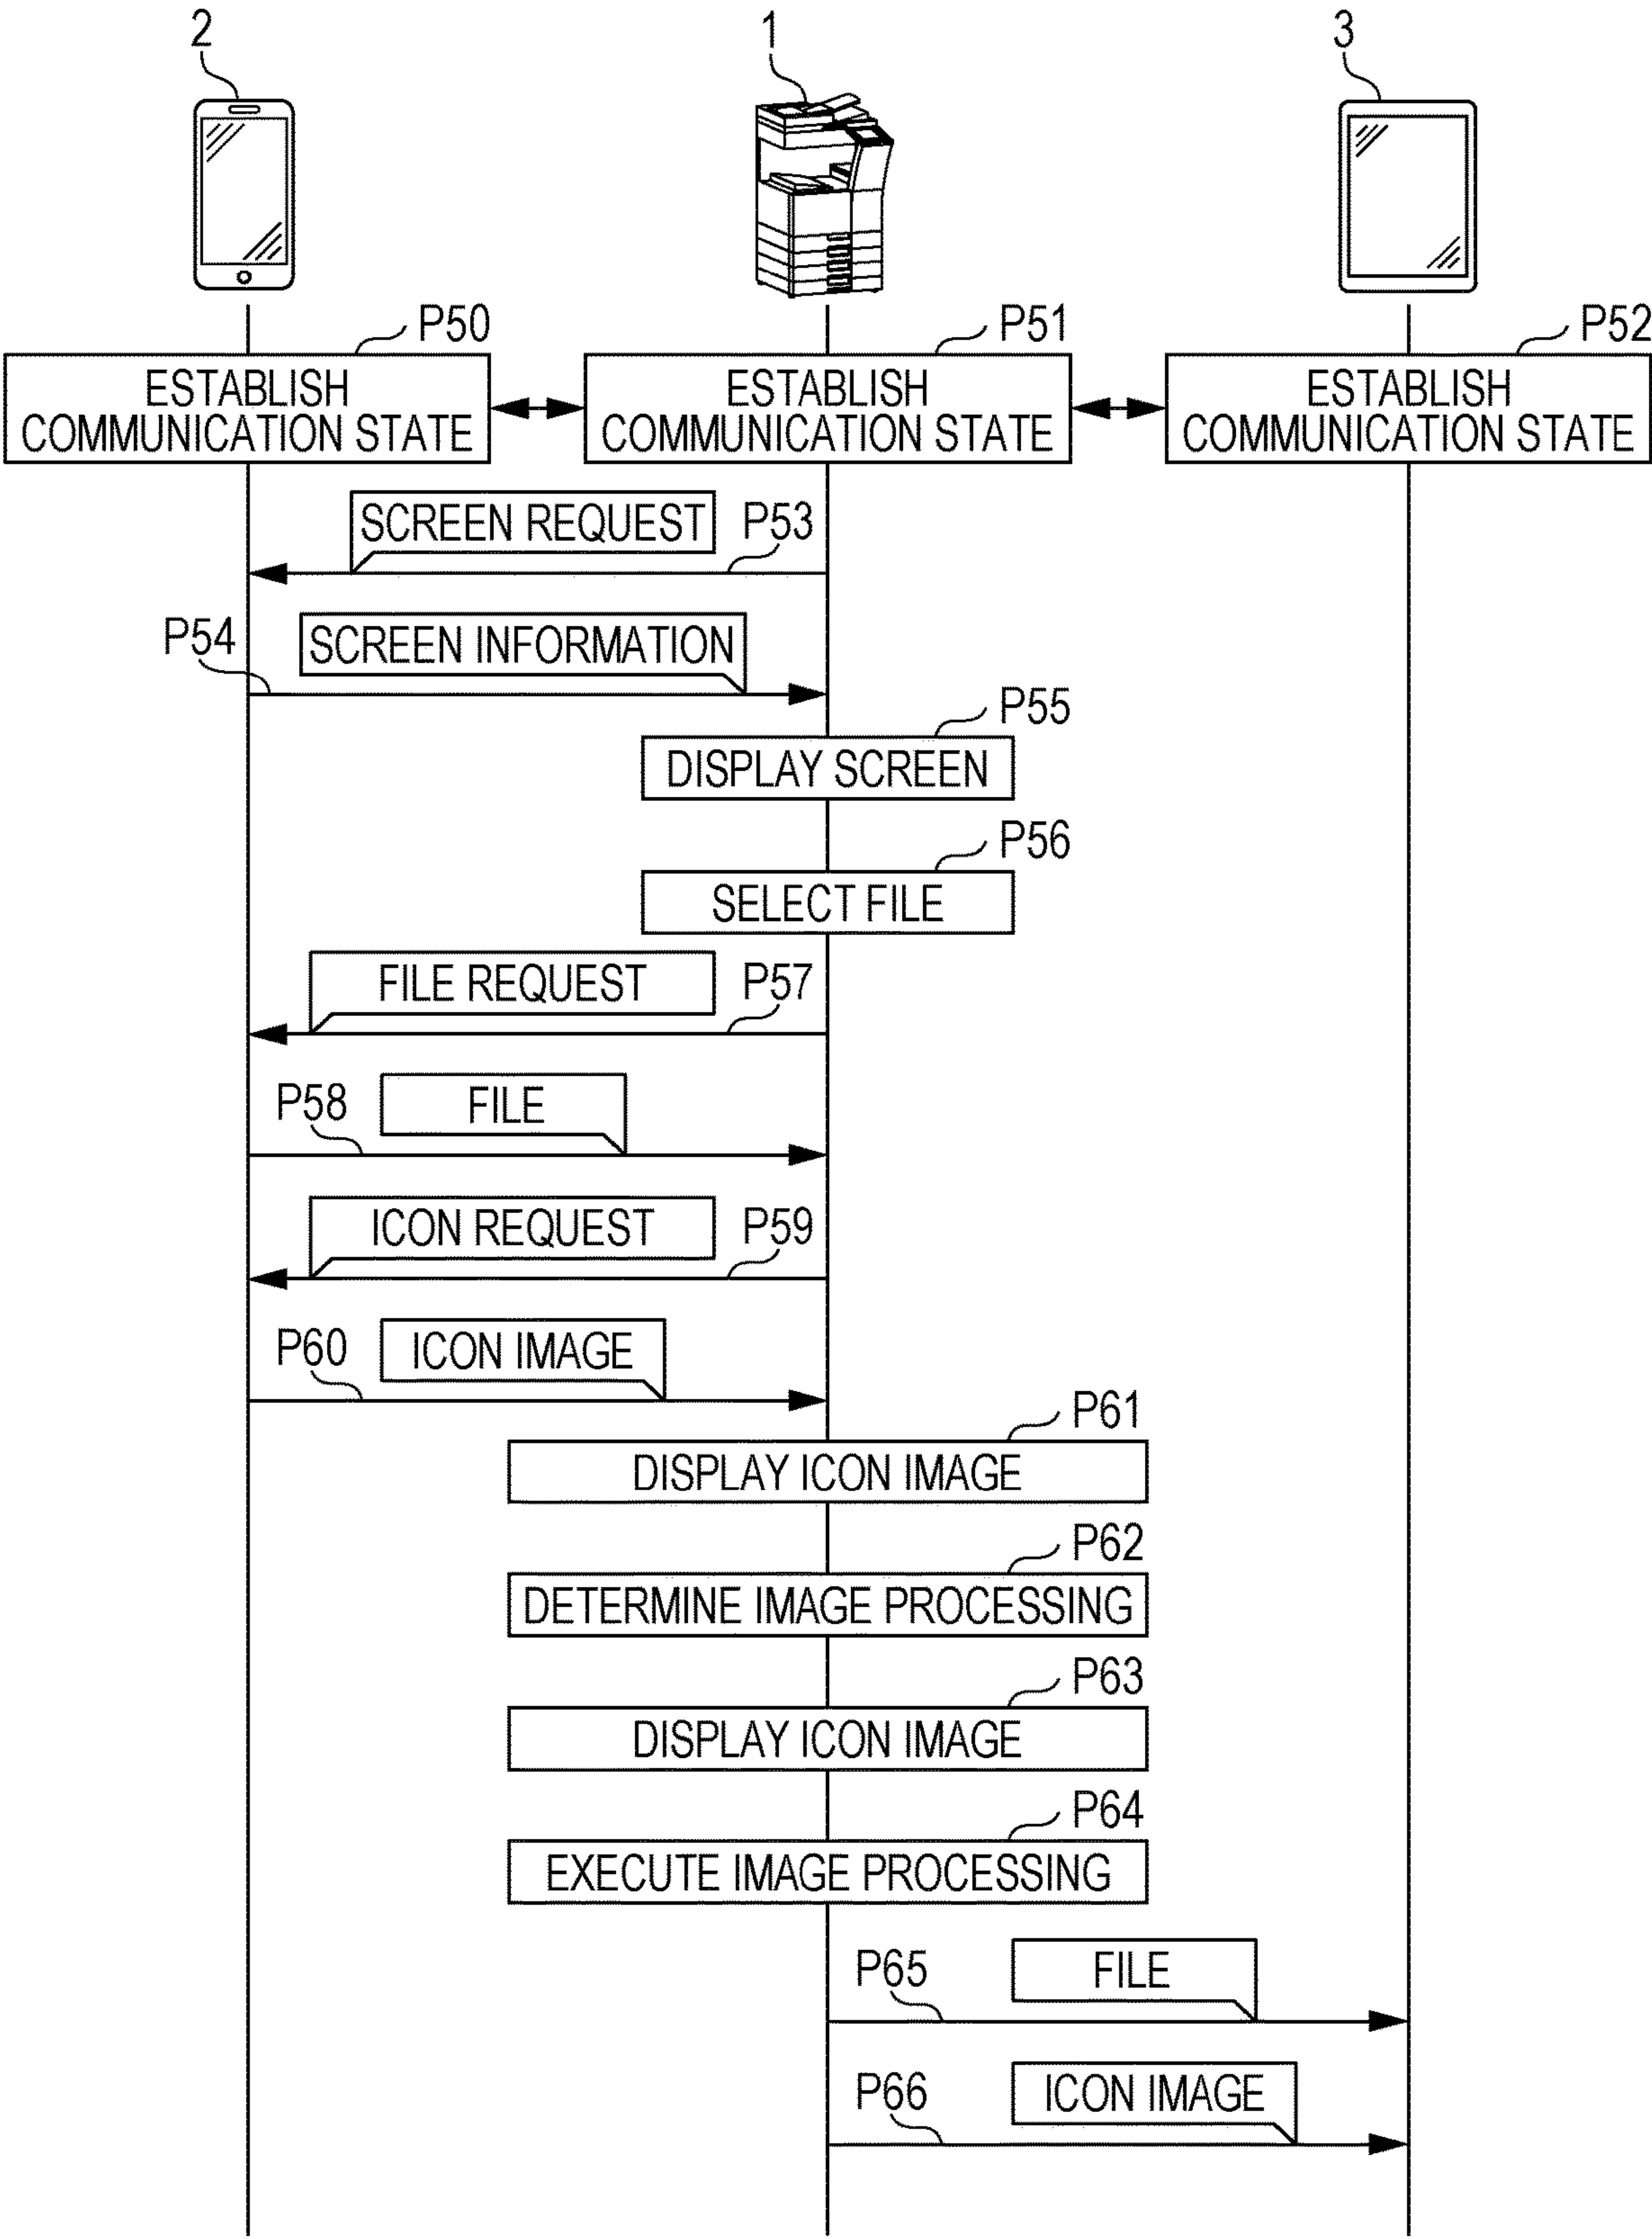 2
1
3
P50
P51
P52
ESTABLISH
COMMUNICATION STATE
ESTABLISH
COMMUNICATION STATE
ESTABLISH
COMMUNICATION STATE
SCREEN REQUEST
P53
P54
SCREEN INFORMATION
P55
DISPLAY SCREEN
P56
SELECT FILE
FILE REQUEST
P57
P58
FILE
ICON REQUEST
P59
P60
ICON IMAGE
P61
DISPLAY ICON IMAGE
P62
DETERMINE IMAGE PROCESSING
P63
DISPLAY ICON IMAGE
P64
EXECUTE IMAGE PROCESSING
P65
FILE
P66
ICON IMAGE